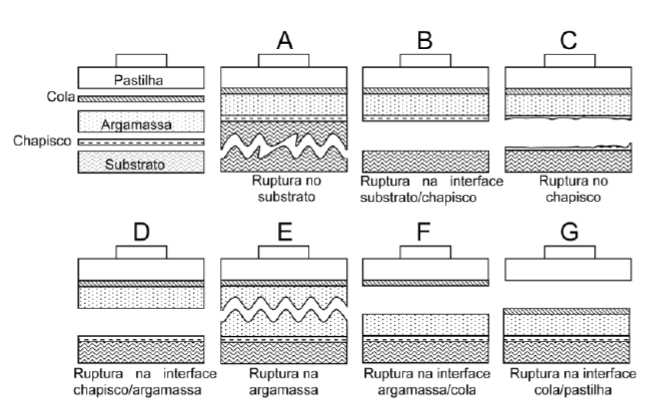 A
B
C
Pastilha
Cola
Argamassa
Chapisco
Substrato
Ruptura no
substrato
Ruptura na interface
substrato/chapisco
Ruptura no
chapisco
D
E
F
G
Ruptura na interface
chapisco/argamassa
Ruptura na
argamassa
Ruptura na interface
argamassa/cola
Ruptura na interface
cola/pastilha